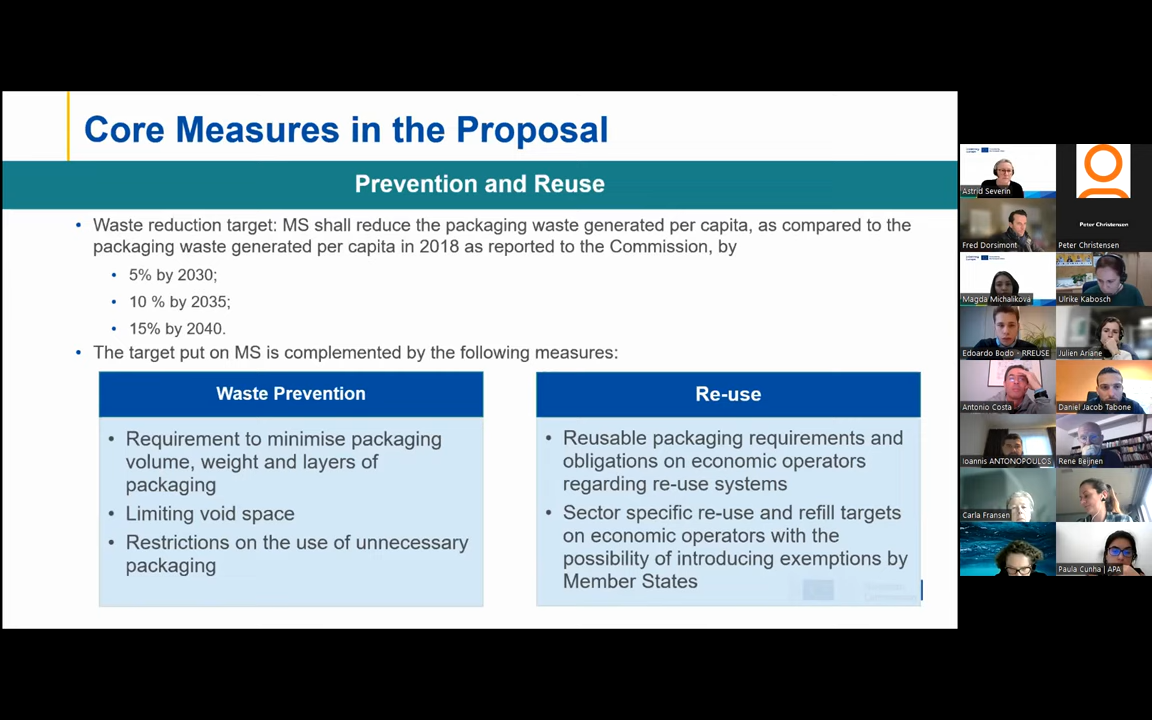 Core Measures in the Proposal
Prevention and Reuse
• Waste reduction target: MS shall reduce the packaging waste generated per capita, as compared to the
packaging waste generated per capita in 2018 as reported to the Commission, by
• 5% by 2030;
• 10 % by 2035;
• 15% by 2040.
• The target put on MS is complemented by the following measures:
Waste Prevention
• Requirement to minimise packaging
volume, weight and layers of
packaging
• Limiting void space
• Restrictions on the use of unnecessary
packaging
Re-use
• Reusable packaging requirements and
obligations on economic operators
regarding re-use systems
• Sector specific re-use and refill targets
on economic operators with the
possibility of introducing exemptions by
Member States
Astrid Severin
Peter Christensen
Peter Christensen
Fred Dorsimont
Magda Michaliková
Ulrike Kabosch
Edoardo Bodo - RREUSE
Julien Ariane
Antonio Costa
Daniel Jacob Tabone
Ioannis ANTONOPOULOS
Rene Beijnen
Carla Fransen
Paula Cunha | APA